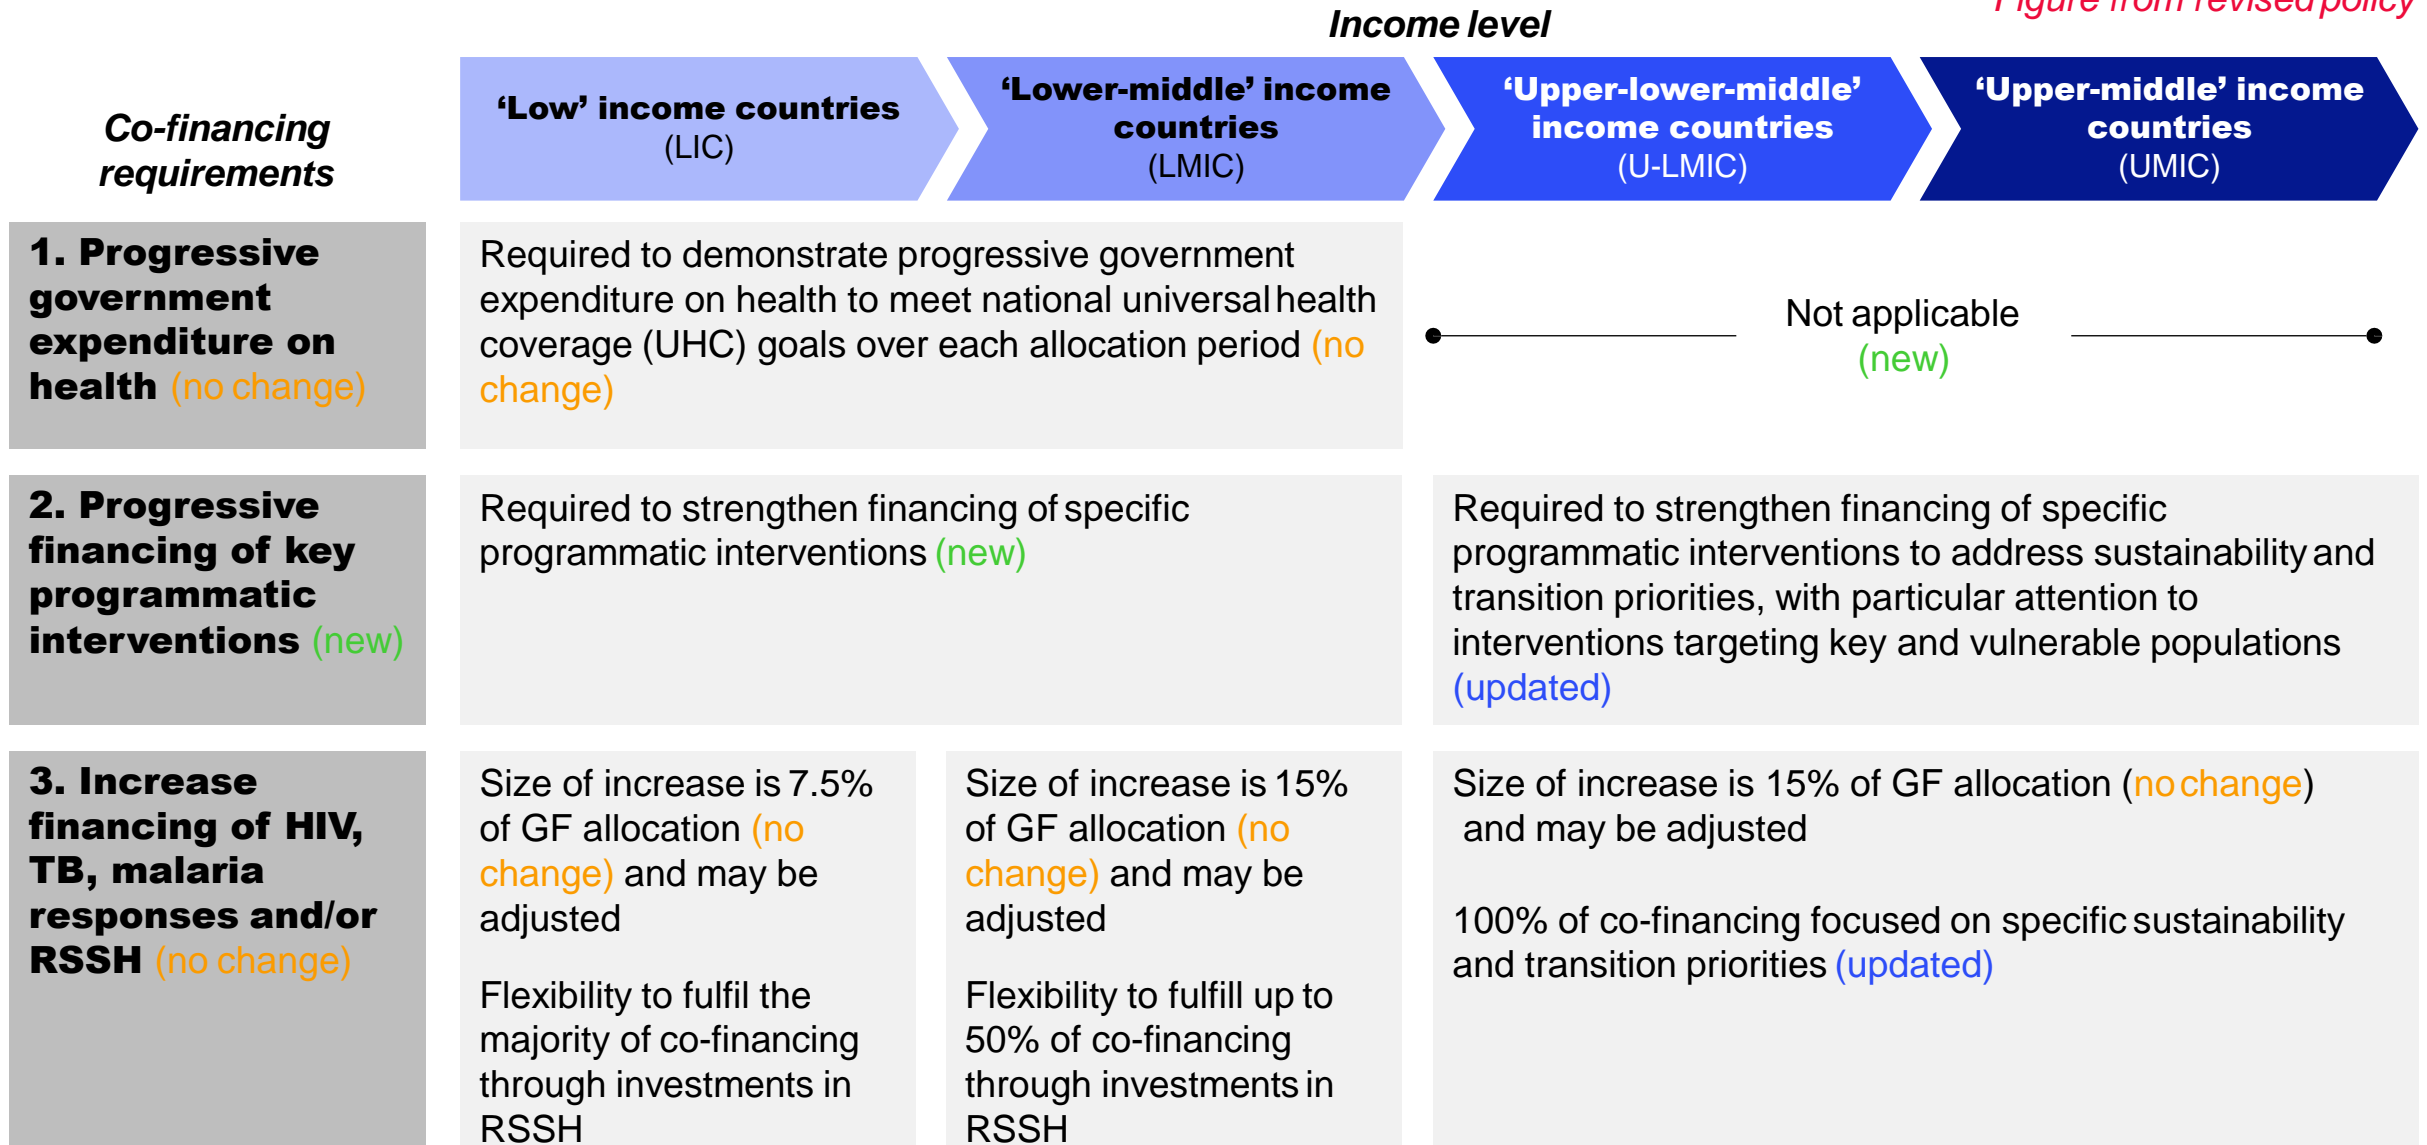 Figure from revised policy
Income level
Co-financing
requirements
‘Low’ income countries
(LIC)
‘Lower-middle’ income
countries
(LMIC)
‘Upper-lower-middle’
income countries
(U-LMIC)
‘Upper-middle’ income
countries
(UMIC)
1. Progressive
government
expenditure on
health (no change)
Required to demonstrate progressive government
expenditure on health to meet national universal health
coverage (UHC) goals over each allocation period (no
change)
Not applicable
(new)
2. Progressive
financing of key
programmatic
interventions (new)
Required to strengthen financing of specific
programmatic interventions (new)
Required to strengthen financing of specific
programmatic interventions to address sustainability and
transition priorities, with particular attention to
interventions targeting key and vulnerable populations
(updated)
3. Increase
financing of HIV,
TB, malaria
responses and/or
RSSH (no change)
Size of increase is 7.5%
of GF allocation (no
change) and may be
adjusted
Flexibility to fulfil the
majority of co-financing
through investments in
RSSH
Size of increase is 15%
of GF allocation (no
change) and may be
adjusted
Flexibility to fulfill up to
50% of co-financing
through investments in
RSSH
Size of increase is 15% of GF allocation (no change)
and may be adjusted
100% of co-financing focused on specific sustainability
and transition priorities (updated)